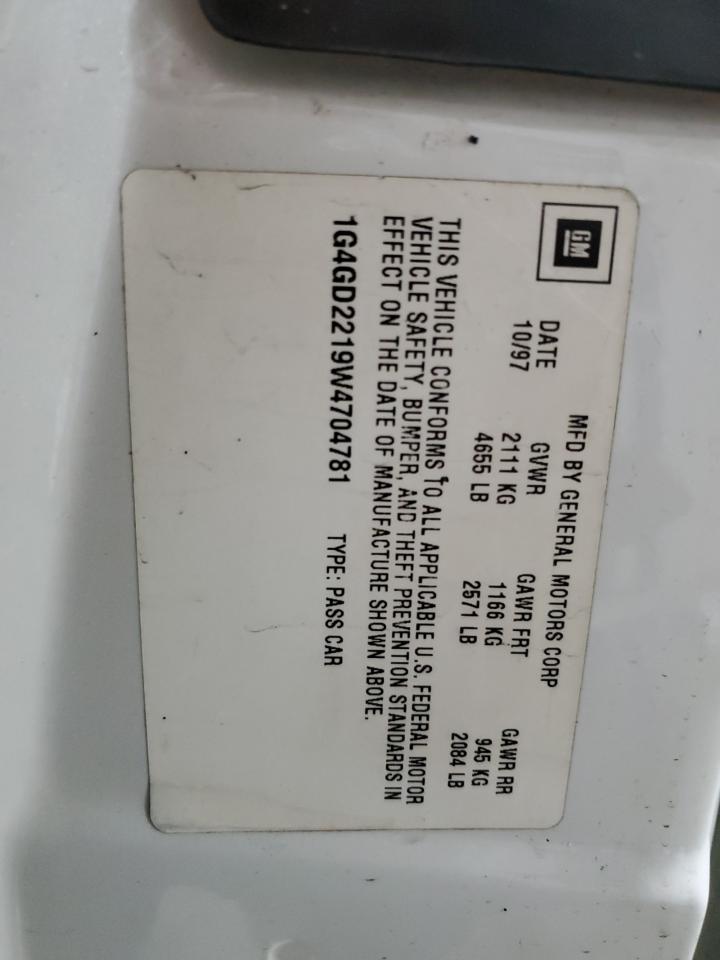 GM
MFD BY GENERAL MOTORS CORP
DATE GVWR GAWR FRT GAWR RR
10/97 2111 KG 1166 KG 945 KG
4655 LB 2571 LB 2084 LB
THIS VEHICLE CONFORMS TO ALL APPLICABLE U.S. FEDERAL MOTOR
VEHICLE SAFETY, BUMPER, AND THEFT PREVENTION STANDARDS IN
EFFECT ON THE DATE OF MANUFACTURE SHOWN ABOVE.
1G4GD2219W4704781 TYPE: PASS CAR